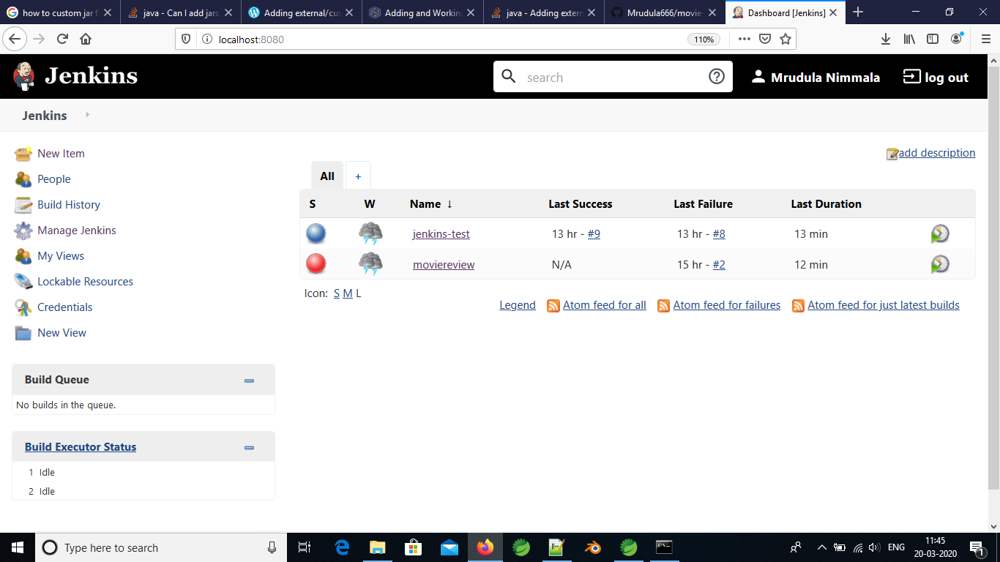 how to custom jar f
java - Can I add jars
Adding external/cus
Adding and Workin
java - Adding extern
Mrudula666/movie-
Dashboard [Jenkins]
localhost:8080
110%
Jenkins
search
Mrudula Nimmala
log out
Jenkins
New Item
People
Build History
Manage Jenkins
My Views
Lockable Resources
Credentials
New View
add description
All +
S W Name ↓ Last Success Last Failure Last Duration
jenkins-test 13 hr - #9 13 hr - #8 13 min
moviereview N/A 15 hr - #2 12 min
Icon: S M L
Legend Atom feed for all Atom feed for failures Atom feed for just latest builds
Build Queue
No builds in the queue.
Build Executor Status
1 Idle
2 Idle
Type here to search
ENG
11:45
20-03-2020
1